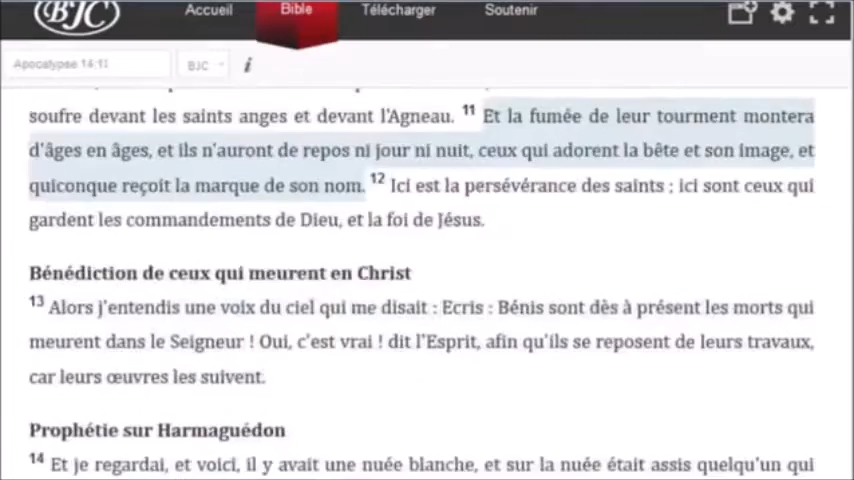 BJC
Accueil
Bible
Télécharger
Soutenir
Apocalypse 14:1
BJC
i
soufre devant les saints anges et devant l'Agneau. 11 Et la fumée de leur tourment montera
d'âges en âges, et ils n'auront de repos ni jour ni nuit, ceux qui adorent la bête et son image, et
quiconque reçoit la marque de son nom. 12 Ici est la persévérance des saints ; ici sont ceux qui
gardent les commandements de Dieu, et la foi de Jésus.
Bénédiction de ceux qui meurent en Christ
13 Alors j'entendis une voix du ciel qui me disait : Ecris : Bénis sont dès à présent les morts qui
meurent dans le Seigneur ! Oui, c'est vrai ! dit l'Esprit, afin qu'ils se reposent de leurs travaux,
car leurs œuvres les suivent.
Prophétie sur Harmaguédon
14 Et je regardai, et voici, il y avait une nuée blanche, et sur la nuée était assis quelqu'un qui